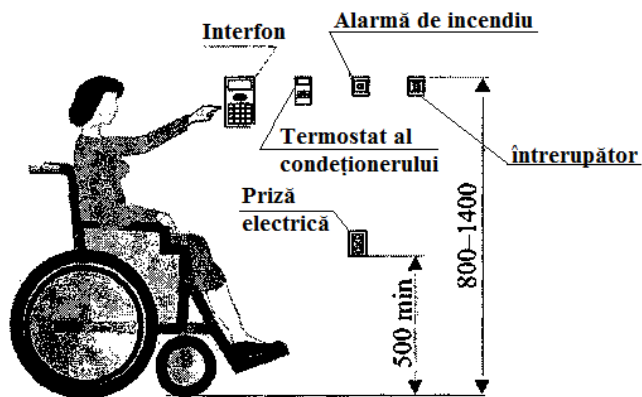 Alarmă de incendiu
Interfon
Termostat al
condeționerului
întrerupător
Priză
electrică
500 min
800–1400